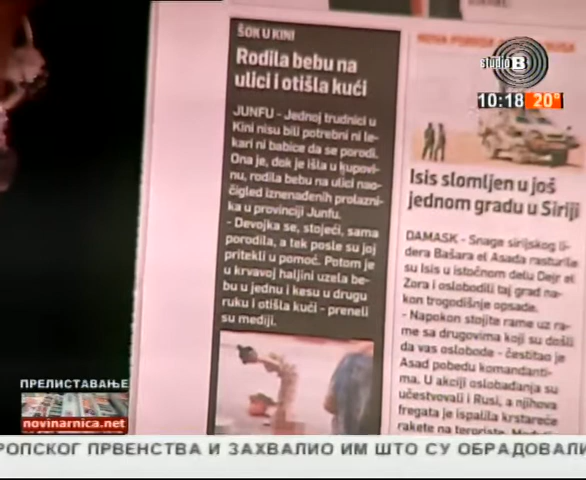 ŠOK U KINI
Rodila bebu na
ulici i otišla kući
JUNFU - Jednoj trudnici u
Kini nisu bili potrebni ni le-
kari ni babice da se porodi.
Ona je, dok je išla u kupovi-
nu, rodila bebu na ulici nao-
čigled iznenađenih prolazni-
ka u provinciji Junfu.
- Devojka se, stojeći, sama
porodila, a tek posle su joj
pritekli u pomoć. Potom je
u krvavoj haljini uzela be-
bu u jednu i kesu u drugu
ruku i otišla kući - preneli
su mediji.
NOVA
studio B
10:18 20°
Isis slomljen u još
jednom gradu u Siriji
DAMASK - Snage sirijskog li-
dera Bašara el Asada rasturile
su Isis u istočnom delu Dejr el
Zora i oslobodili taj grad na-
kon trogodišnje opsade.
- Napokon stojite rame uz ra-
me sa drugovima koji su došli
da vas oslobode - čestitao je
Asad pobedu komandanti-
ma. U akciji oslobađanja su
učestvovali i Rusi, a njihova
fregata je ispalila krstareće
rakete na teroriste.
ПРЕЛИСТАВАЊЕ
novinarnica.net
РОПСКОГ ПРВЕНСТВА И ЗАХВАЛИО ИМ ШТО СУ ОБРАДОВАЛИ